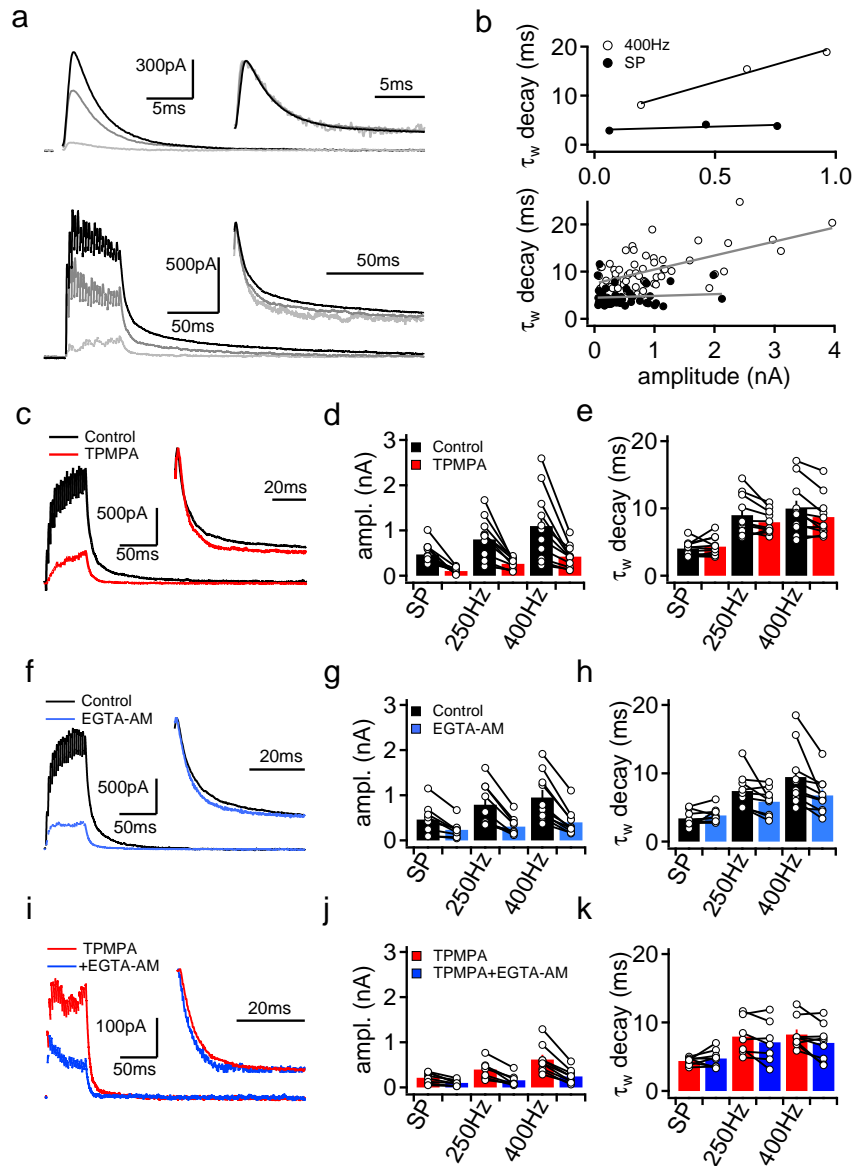 a
300pA
5ms
5ms
500pA
50ms
50ms
b
τw decay (ms)
20
10
0
400Hz
SP
0.0
0.5
1.0
τw decay (ms)
20
10
0
0
1
2
3
4
amplitude (nA)
c
Control
TPMPA
500pA
50ms
20ms
d
ampl. (nA)
3
2
1
0
Control
TPMPA
SP
250Hz
400Hz
e
τw decay (ms)
20
10
0
SP
250Hz
400Hz
f
Control
EGTA-AM
500pA
50ms
20ms
g
ampl. (nA)
3
2
1
0
Control
EGTA-AM
SP
250Hz
400Hz
h
τw decay (ms)
20
10
0
SP
250Hz
400Hz
i
TPMPA
+EGTA-AM
100pA
50ms
20ms
j
ampl. (nA)
3
2
1
0
TPMPA
TPMPA+EGTA-AM
SP
250Hz
400Hz
k
τw decay (ms)
20
10
0
SP
250Hz
400Hz